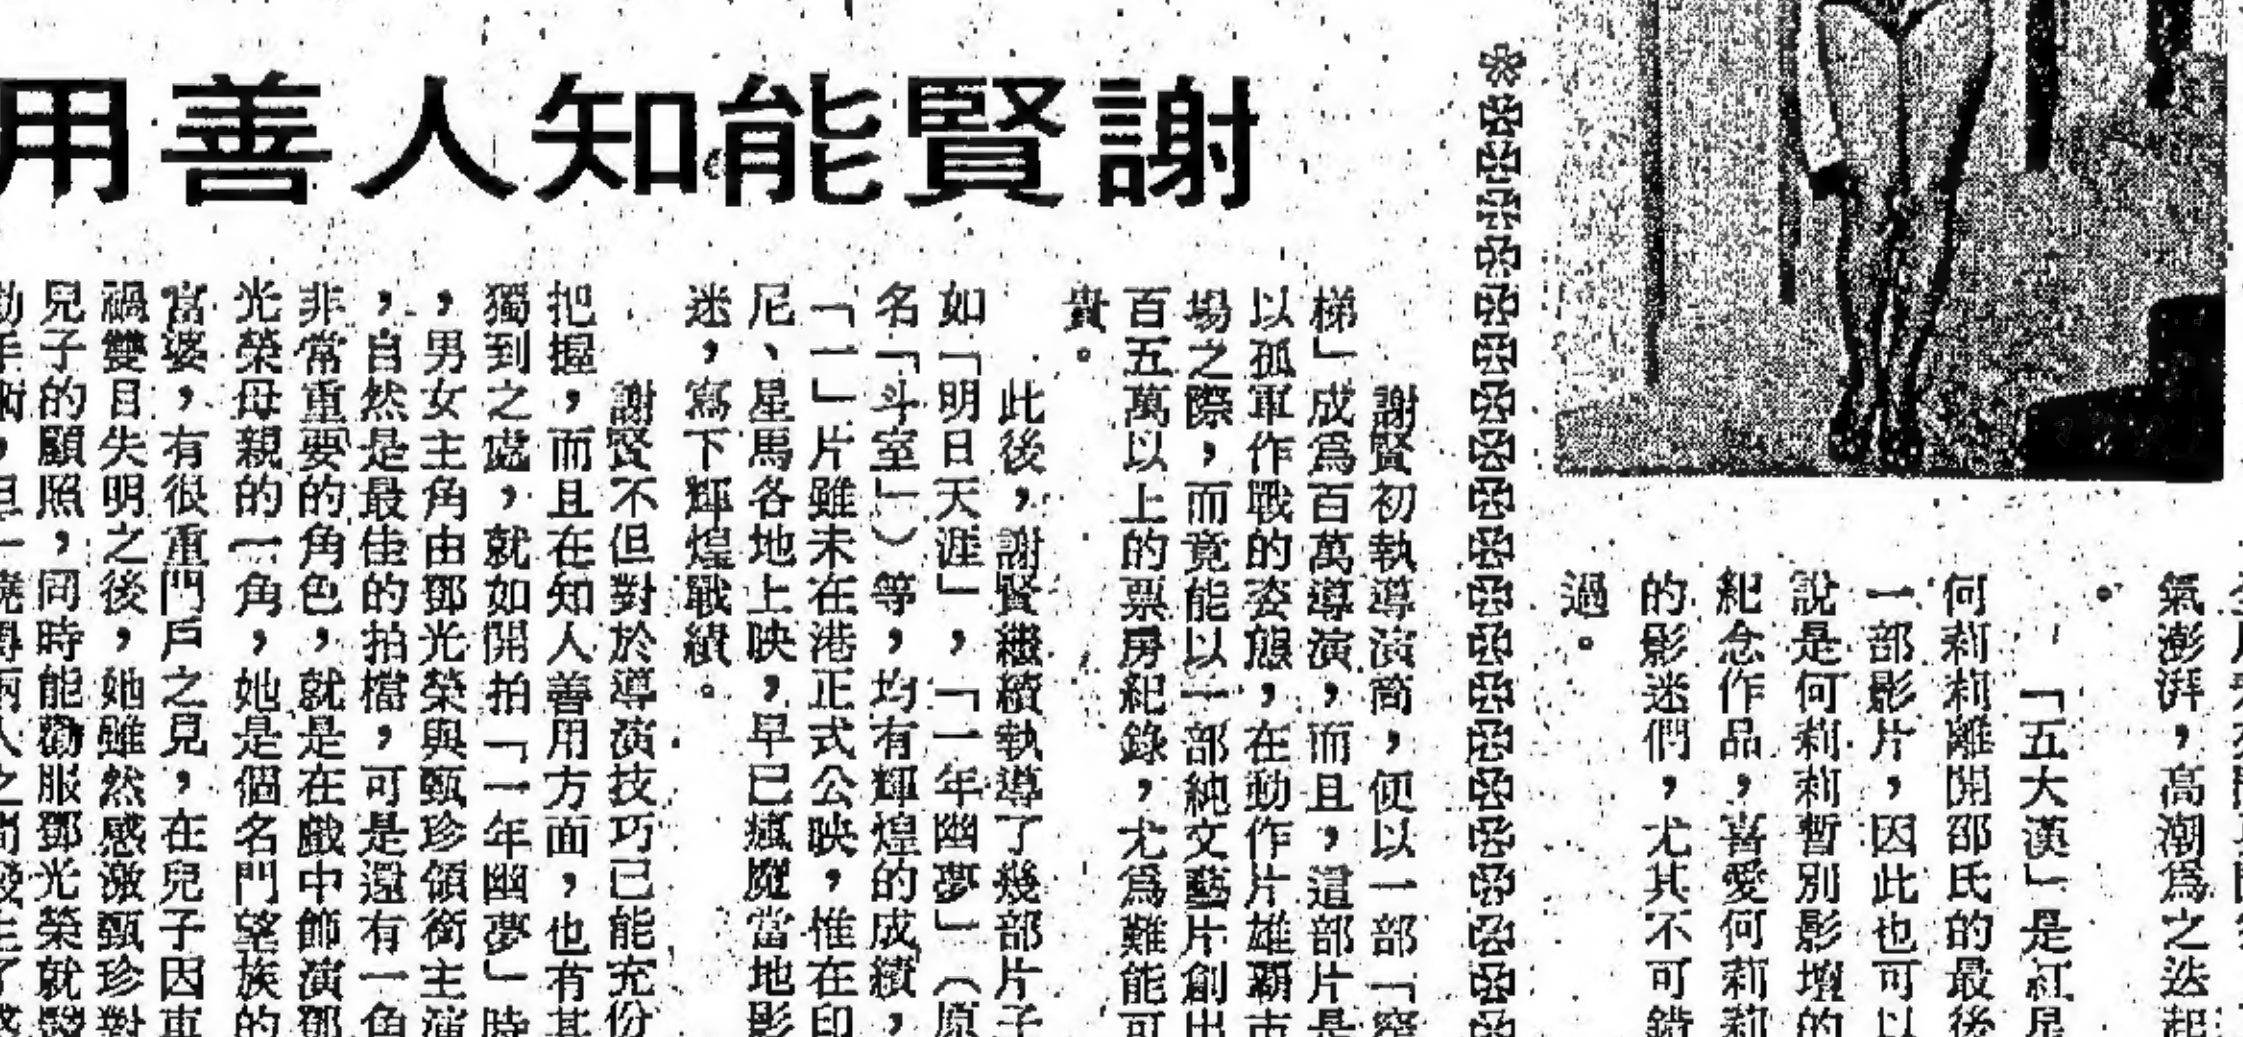 謝賢能知人善用
氣澎湃，高潮爲之迭起
。
「五大漢」是紅星
何莉莉離開邵氏的最後
一部影片，因此也可以
說是何莉莉暫別影壇的
紀念作品，喜愛何莉莉
的影迷們，尤其不可錯
過。
謝賢初執導演筒，便以一部「窄
梯」成爲百萬導演，而且，這部片是
以孤軍作戰的姿態，在動作片雄霸市
場之際，而竟能以一部純文藝片創出
百五萬以上的票房紀錄，尤爲難能可
貴。
此後，謝賢繼續執導了幾部片子
如「明日天涯」，「一年幽夢」（原
名「斗室」）等，均有輝煌的成績，
「一」片雖未在港正式公映，惟在印
尼、星馬各地上映，早已瘋魔當地影
迷，寫下輝煌戰績。
謝賢不但對於導演技巧已能充份
把握，而且在知人善用方面，也有其
獨到之處，就如開拍「一年幽夢」時
，男女主角由鄧光榮與甄珍領銜主演
，自然是最佳的拍檔，可是還有一角
非常重要的角色，就是在戲中飾演鄧
光榮母親的一角，她是個名門望族的
富婆，有很重門戶之見，在兒子因車
禍雙目失明之後，她雖然感激甄珍對
兒子的顧照，同時能勸服鄧光榮就醫